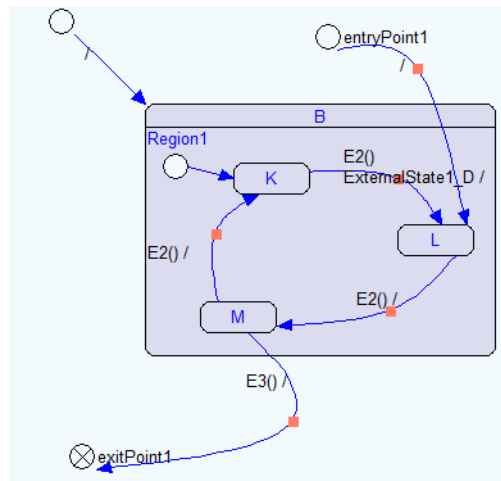 entryPoint1
/
/
B
Region1
E2()
K
ExternalState1_D /
L
E2() /
E2() /
M
E3() /
exitPoint1